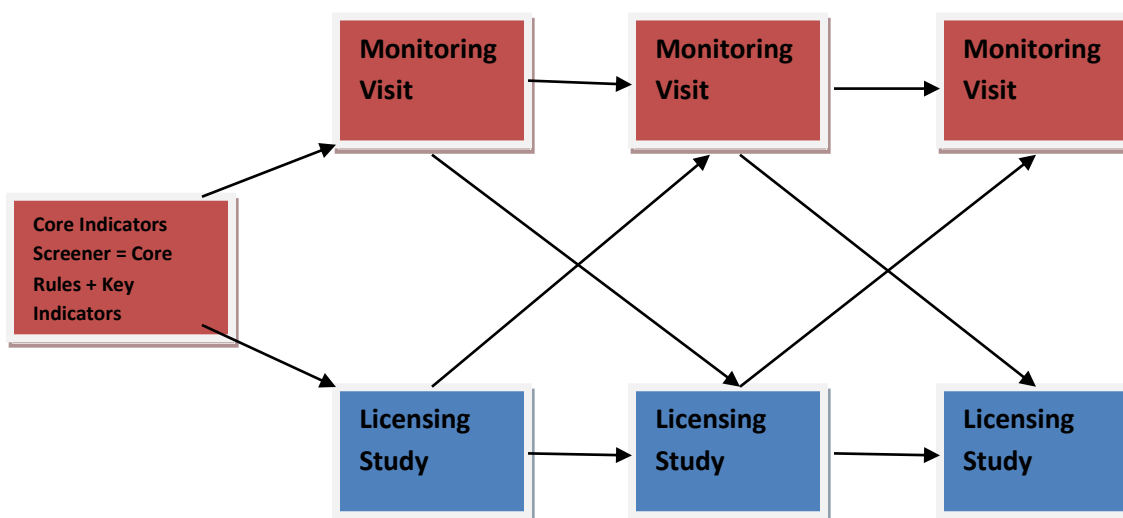 Monitoring
Visit
Monitoring
Visit
Monitoring
Visit
Core Indicators
Screener = Core
Rules + Key
Indicators
Licensing
Study
Licensing
Study
Licensing
Study